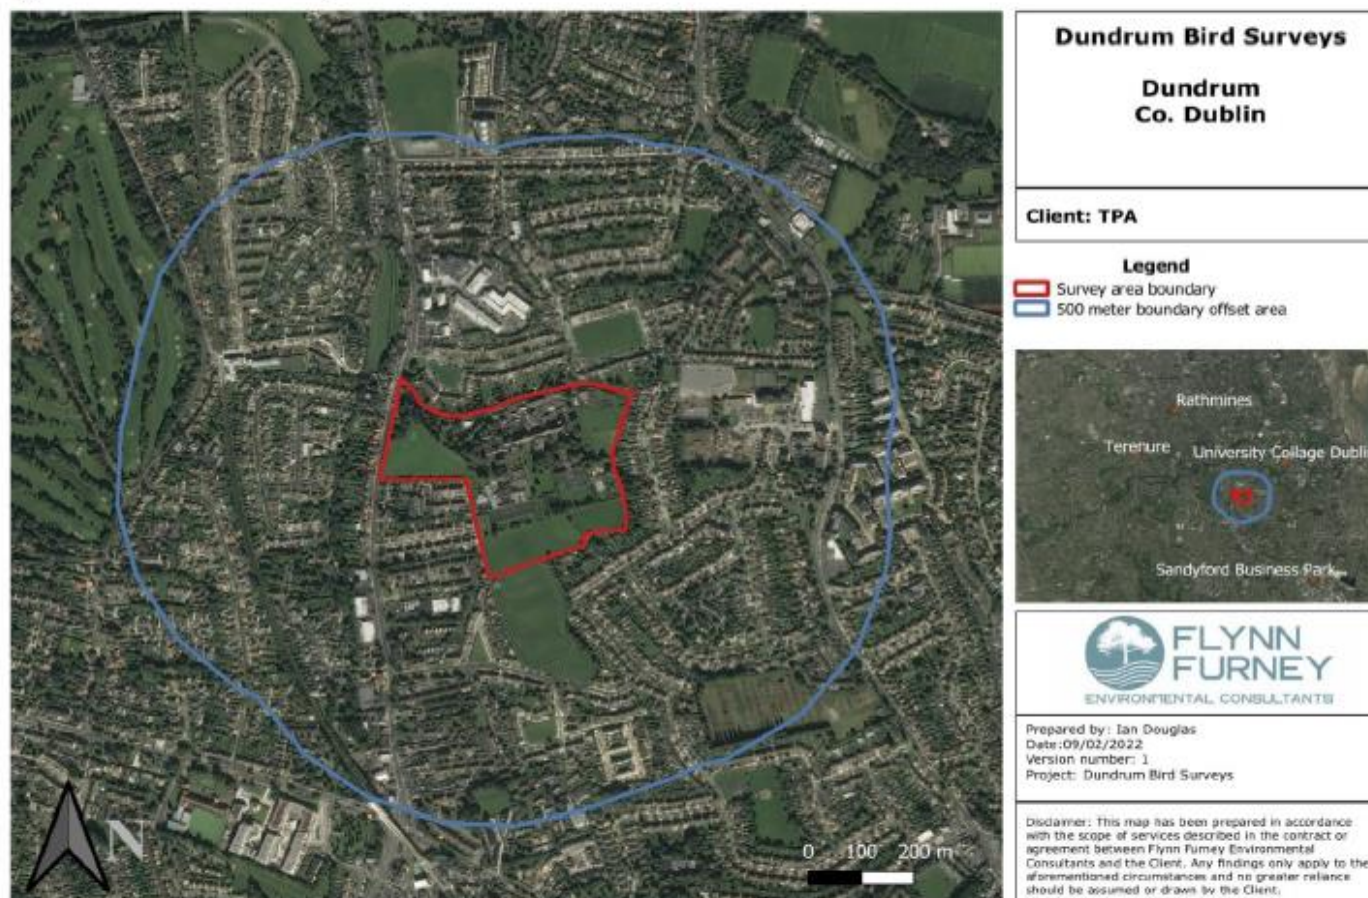 Dundrum Bird Surveys
Dundrum
Co. Dublin
Client: TPA
Legend
Survey area boundary
500 meter boundary offset area
Rathmines
Terenure
University Collage Dublin
Sandyford Business Park
FLYNN
FURNEY
ENVIRONMENTAL CONSULTANTS
Prepared by: Ian Douglas
Date:09/02/2022
Version number: 1
Project: Dundrum Bird Surveys
Disclaimer: This map has been prepared in accordance
with the scope of services described in the contract or
agreement between Flynn Furney Environmental
Consultants and the Client. Any findings only apply to the
aforementioned circumstances and no greater reliance
should be assumed or drawn by the Client.
N
0 100 200 m